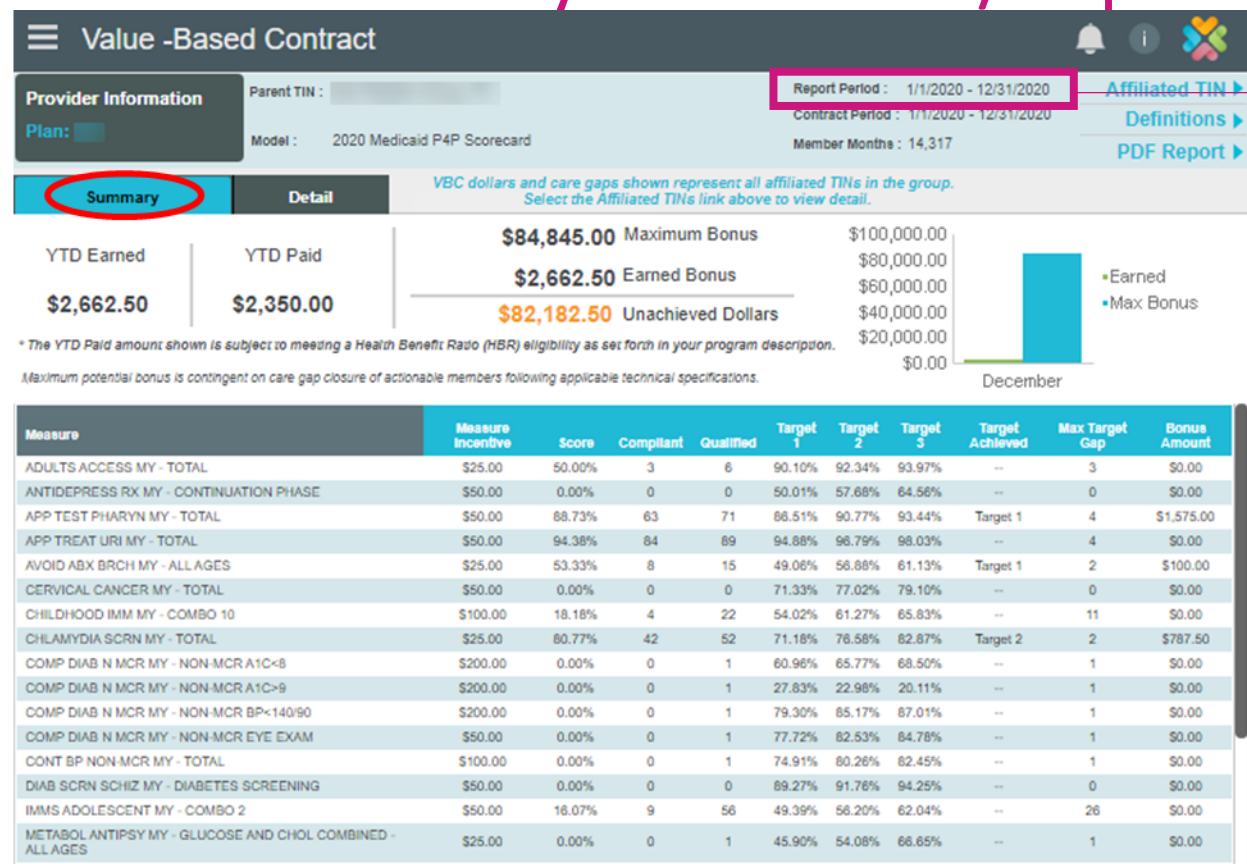 Value -Based Contract
Provider Information
Plan:
Parent TIN :
Model : 2020 Medicaid P4P Scorecard
Report Period : 1/1/2020 - 12/31/2020
Contract Period : 1/1/2020 - 12/31/2020
Member Months : 14,317
Affiliated TIN
Definitions
PDF Report
Summary
Detail
VBC dollars and care gaps shown represent all affiliated TINs in the group.
Select the Affiliated TINs link above to view detail.
YTD Earned
$2,662.50
YTD Paid
$2,350.00
$84,845.00 Maximum Bonus
$2,662.50 Earned Bonus
$82,182.50 Unachieved Dollars
$100,000.00
$80,000.00
$60,000.00
$40,000.00
$20,000.00
$0.00
December
Earned
Max Bonus
* The YTD Paid amount shown is subject to meeting a Health Benefit Ratio (HBR) eligibility as set forth in your program description.
Maximum potential bonus is contingent on care gap closure of actionable members following applicable technical specifications.
Measure Measure Incentive Score Compliant Qualified Target 1 Target 2 Target 3 Target Achieved Max Target Gap Bonus Amount
ADULTS ACCESS MY - TOTAL $25.00 50.00% 3 6 90.10% 92.34% 93.97% -- 3 $0.00
ANTIDEPRESS RX MY - CONTINUATION PHASE $50.00 0.00% 0 0 50.01% 57.68% 64.56% -- 0 $0.00
APP TEST PHARYN MY - TOTAL $50.00 88.73% 63 71 86.51% 90.77% 93.44% Target 1 4 $1,575.00
APP TREAT URI MY - TOTAL $50.00 94.38% 84 89 94.88% 96.79% 98.03% -- 4 $0.00
AVOID ABX BRCH MY - ALL AGES $25.00 53.33% 8 15 49.06% 56.88% 61.13% Target 1 2 $100.00
CERVICAL CANCER MY - TOTAL $50.00 0.00% 0 0 71.33% 77.02% 79.10% -- 0 $0.00
CHILDHOOD IMM MY - COMBO 10 $100.00 18.18% 4 22 54.02% 61.27% 65.83% -- 11 $0.00
CHLAMYDIA SCRN MY - TOTAL $25.00 80.77% 42 52 71.18% 76.58% 82.87% Target 2 2 $787.50
COMP DIAB N MCR MY - NON-MCR A1C<8 $200.00 0.00% 0 1 60.96% 65.77% 68.50% -- 1 $0.00
COMP DIAB N MCR MY - NON-MCR A1C>9 $200.00 0.00% 0 1 27.83% 22.98% 20.11% -- 1 $0.00
COMP DIAB N MCR MY - NON-MCR BP<140/90 $200.00 0.00% 0 1 79.30% 85.17% 87.01% -- 1 $0.00
COMP DIAB N MCR MY - NON-MCR EYE EXAM $50.00 0.00% 0 1 77.72% 82.53% 84.78% -- 1 $0.00
CONT BP NON-MCR MY - TOTAL $100.00 0.00% 0 1 74.91% 80.26% 82.45% -- 1 $0.00
DIAB SCRN SCHIZ MY - DIABETES SCREENING $50.00 0.00% 0 0 89.27% 91.76% 94.25% -- 0 $0.00
IMMS ADOLESCENT MY - COMBO 2 $50.00 16.07% 9 56 49.39% 56.20% 62.04% -- 26 $0.00
METABOL ANTIPSY MY - GLUCOSE AND CHOL COMBINED -
ALL AGES $25.00 0.00% 0 1 45.90% 54.08% 66.65% -- 1 $0.00